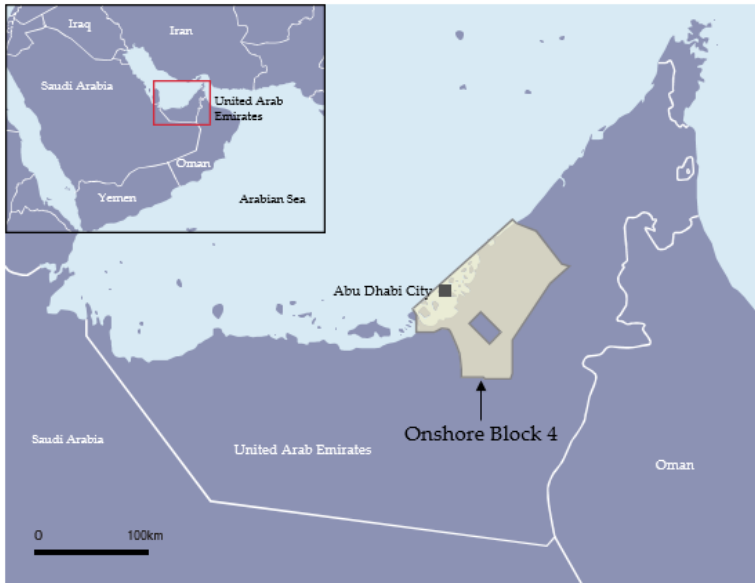 Iraq
Iran
Saudi Arabia
United Arab
Emirates
Oman
Yemen
Arabian Sea
Abu Dhabi City
Onshore Block 4
Saudi Arabia
United Arab Emirates
Oman
O
100km